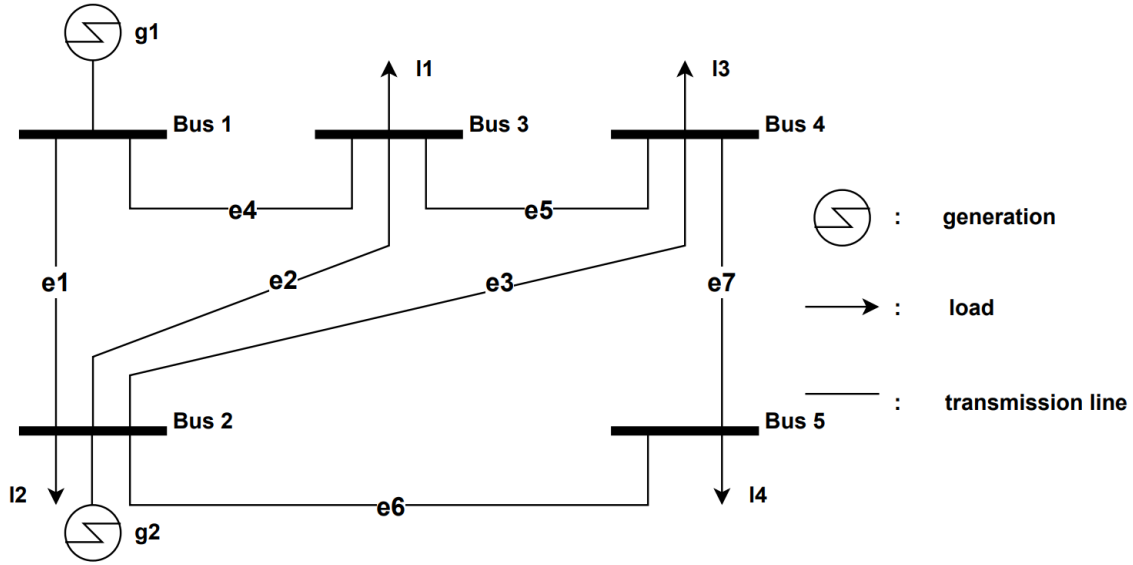 g1
l1
l3
Bus 1
Bus 3
Bus 4
e4
e5
: generation
e1
e2
e3
e7
: load
Bus 2
Bus 5
: transmission line
l2
e6
l4
g2